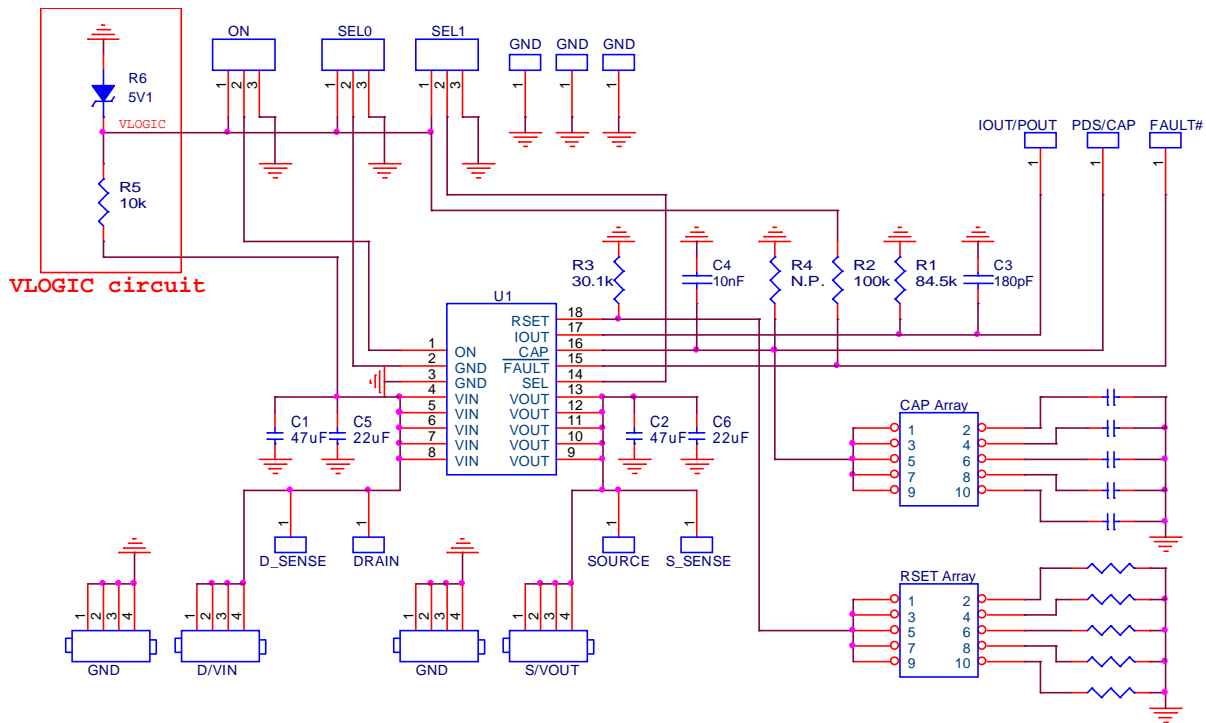 ON
SEL0
SEL1
GND
GND
GND
1
2
3
1
2
3
1
2
3
1
1
1
R6
5V1
VLOGIC
R5
10k
VLOGIC circuit
IOUT/POUT
PDS/CAP
FAULT#
1
1
1
R3
30.1k
C4
10nF
R4
N.P.
R2
100k
R1
84.5k
C3
180pF
U1
1
ON
2
GND
3
GND
4
VIN
5
VIN
6
VIN
7
VIN
8
VIN
RSET
18
IOUT
17
CAP
16
FAULT
15
SEL
14
VOUT
13
VOUT
12
VOUT
11
VOUT
10
VOUT
9
C1
47uF
C5
22uF
C2
47uF
C6
22uF
CAP Array
1
2
3
4
5
6
7
8
9
10
1
1
D_SENSE
DRAIN
1
1
SOURCE
S_SENSE
RSET Array
1
2
3
4
5
6
7
8
9
10
1
2
3
4
GND
1
2
3
4
D/VIN
1
2
3
4
GND
1
2
3
4
S/VOUT